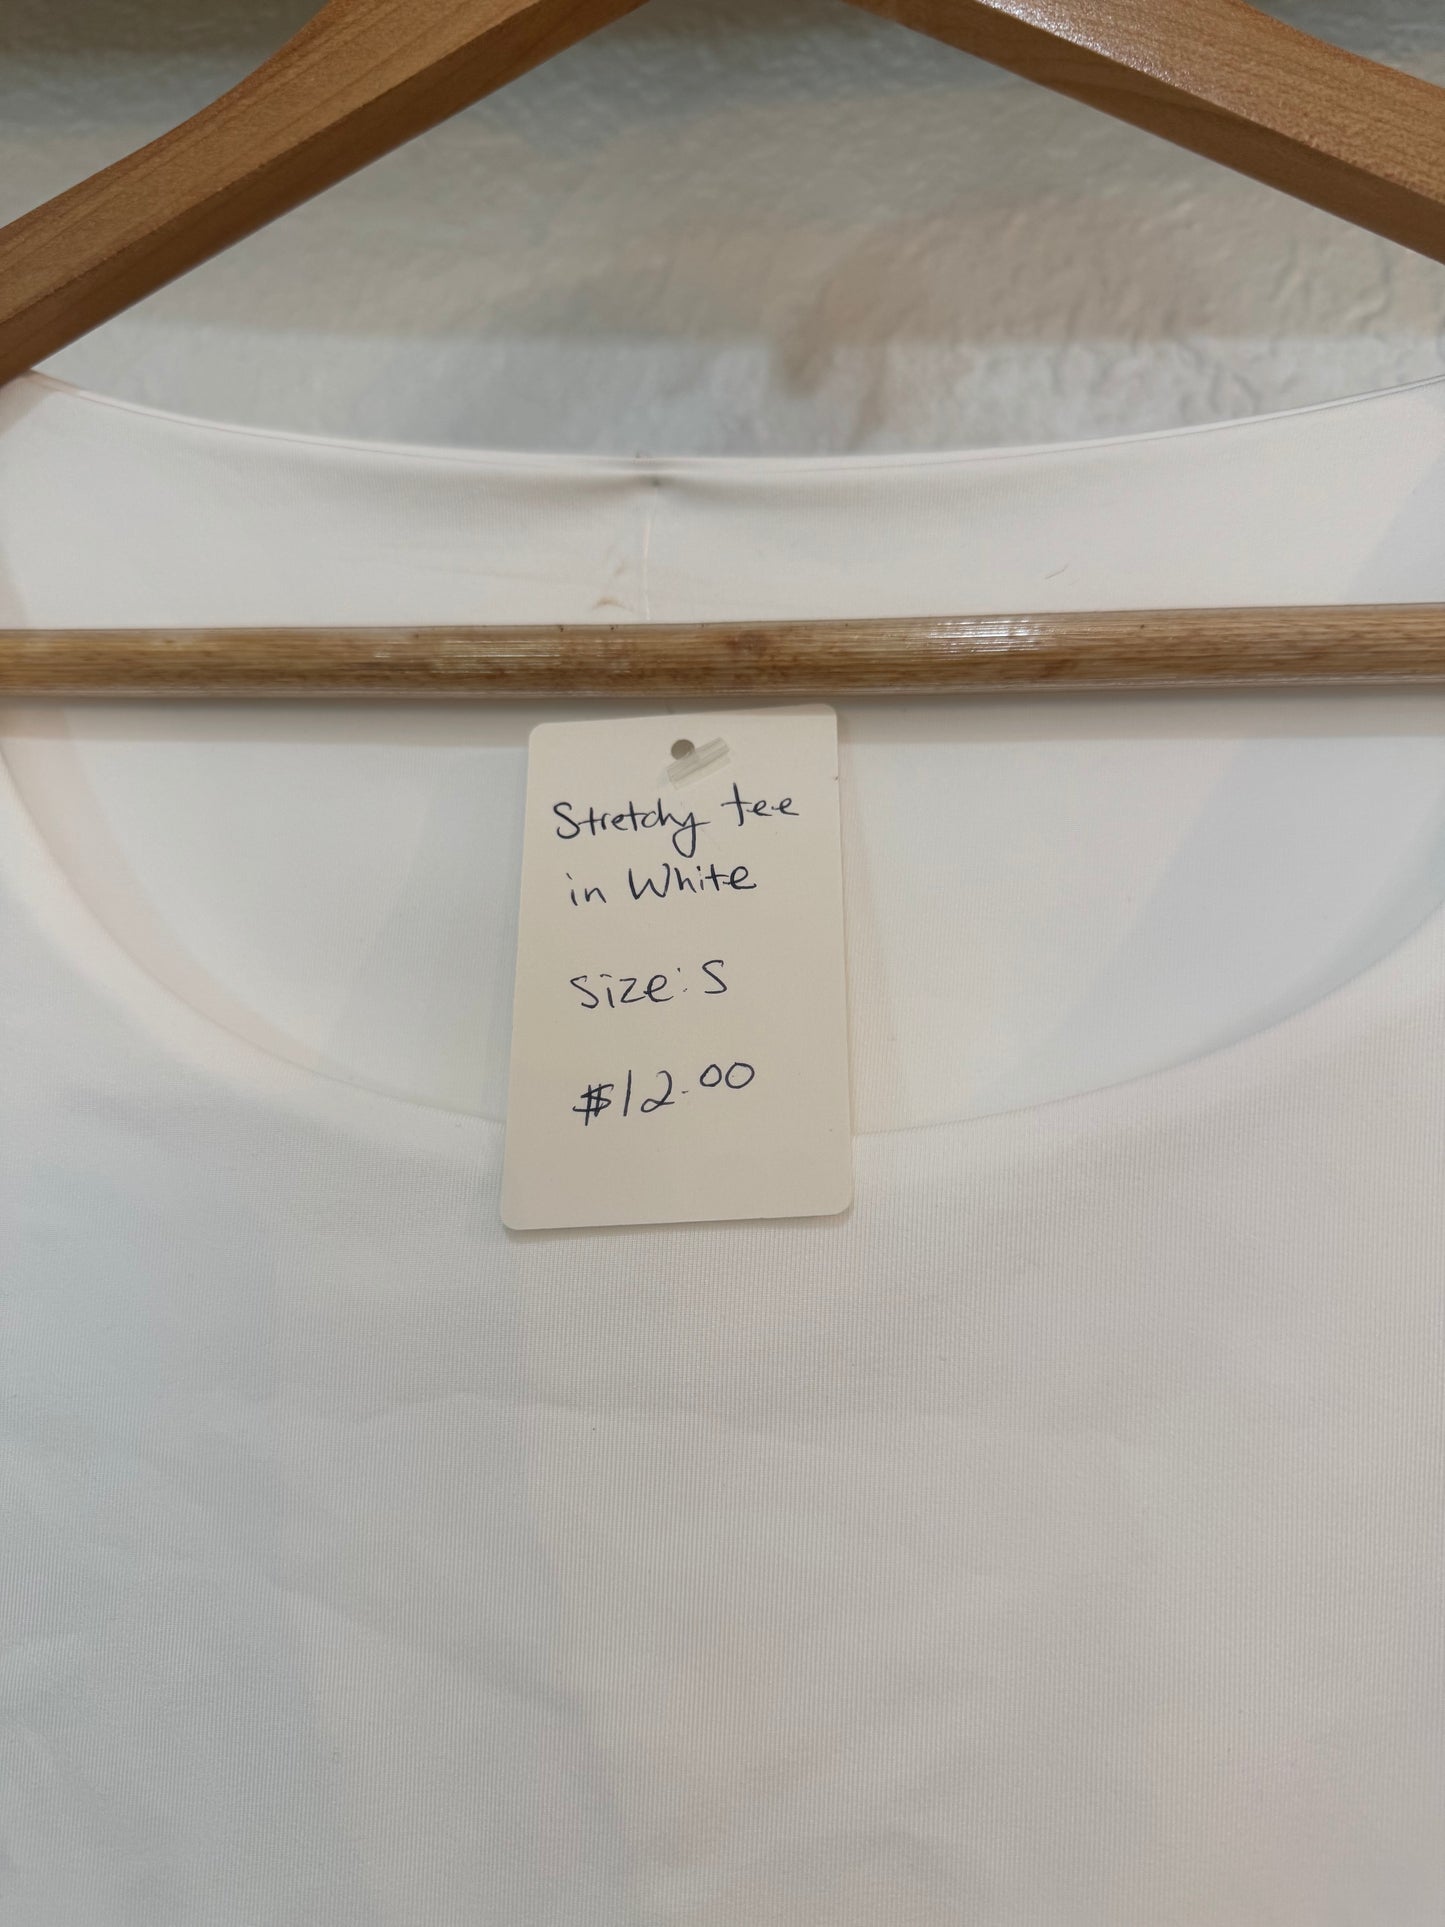 Stretchy tee
in White
Size: S
$12.00